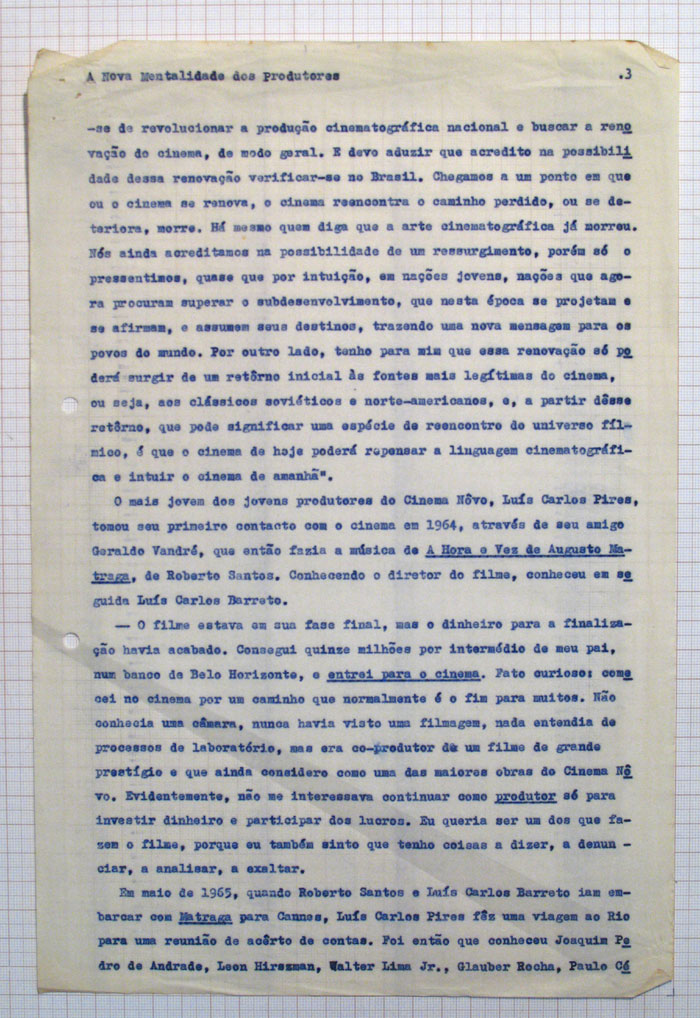 A Nova Mentalidade dos Produtores .3
-se de revolucionar a produção cinematográfica nacional e buscar a reno
vação do cinema, de modo geral. E devo aduzir que acredito na possibili
dade dessa renovação verificar-se no Brasil. Chegamos a um ponto em que
ou o cinema se renova, o cinema reencontra o caminho perdido, ou se de-
teriora, morre. Há mesmo quem diga que a arte cinematográfica já morreu.
Nós ainda acreditamos na possibilidade de um ressurgimento, porém só o
pressentimos, quase que por intuição, em nações jovens, nações que ago-
ra procuram superar o subdesenvolvimento, que nesta época se projetam e
se afirmam, e assumem seus destinos, trazendo uma nova mensagem para os
povos do mundo. Por outro lado, tenho para mim que essa renovação só po
derá surgir de um retôrno inicial às fontes mais legítimas do cinema,
ou seja, aos clássicos soviéticos e norte-americanos, e, a partir dêsse
retôrno, que pode significar uma espécie de reencontro do universo fíl-
mico, é que o cinema de hoje poderá repensar a linguagem cinematográfi-
ca e intuir o cinema de amanhã".
O mais jovem dos jovens produtores do Cinema Nôvo, Luís Carlos Pires,
tomou seu primeiro contacto com o cinema em 1964, através de seu amigo
Geraldo Vandré, que então fazia a música de A Hora e Vez de Augusto Ma-
traga, de Roberto Santos. Conhecendo o diretor do filme, conheceu em se
guida Luís Carlos Barreto.
— O filme estava em sua fase final, mas o dinheiro para a finaliza-
ção havia acabado. Consegui quinze milhões por intermédio de meu pai,
num banco de Belo Horizonte, e entrei para o cinema. Fato curioso: come
cei no cinema por um caminho que normalmente é o fim para muitos. Não
conhecia uma câmara, nunca havia visto uma filmagem, nada entendia de
processos de laboratório, mas era co-produtor de um filme de grande
prestígio e que ainda considero como uma das maiores obras do Cinema Nô
vo. Evidentemente, não me interessava continuar como produtor só para
investir dinheiro e participar dos lucros. Eu queria ser um dos que fa-
zem o filme, porque eu também sinto que tenho coisas a dizer, a denun -
ciar, a analisar, a exaltar.
Em maio de 1965, quando Roberto Santos e Luís Carlos Barreto iam em-
barcar com Matraga para Cannes, Luís Carlos Pires fêz uma viagem ao Rio
para uma reunião de acêrto de contas. Foi então que conheceu Joaquim Pe
dro de Andrade, Leon Hirszman, Walter Lima Jr., Glauber Rocha, Paulo Cé